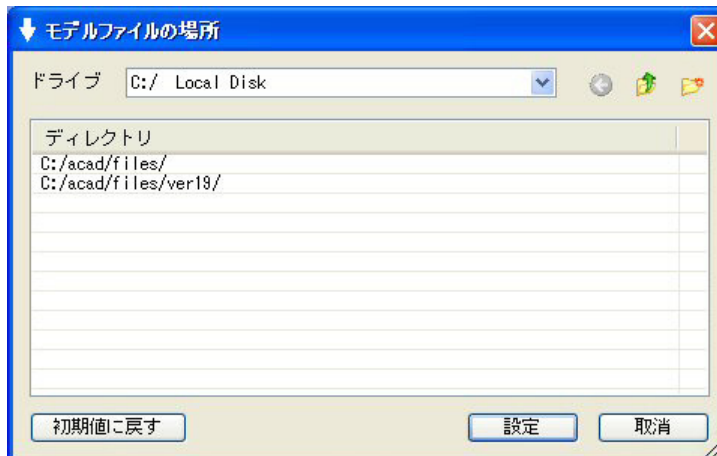 モデルファイルの場所
ドライブ C:/ Local Disk
ディレクトリ
C:/acad/files/
C:/acad/files/ver19/
初期値に戻す 設定 取消